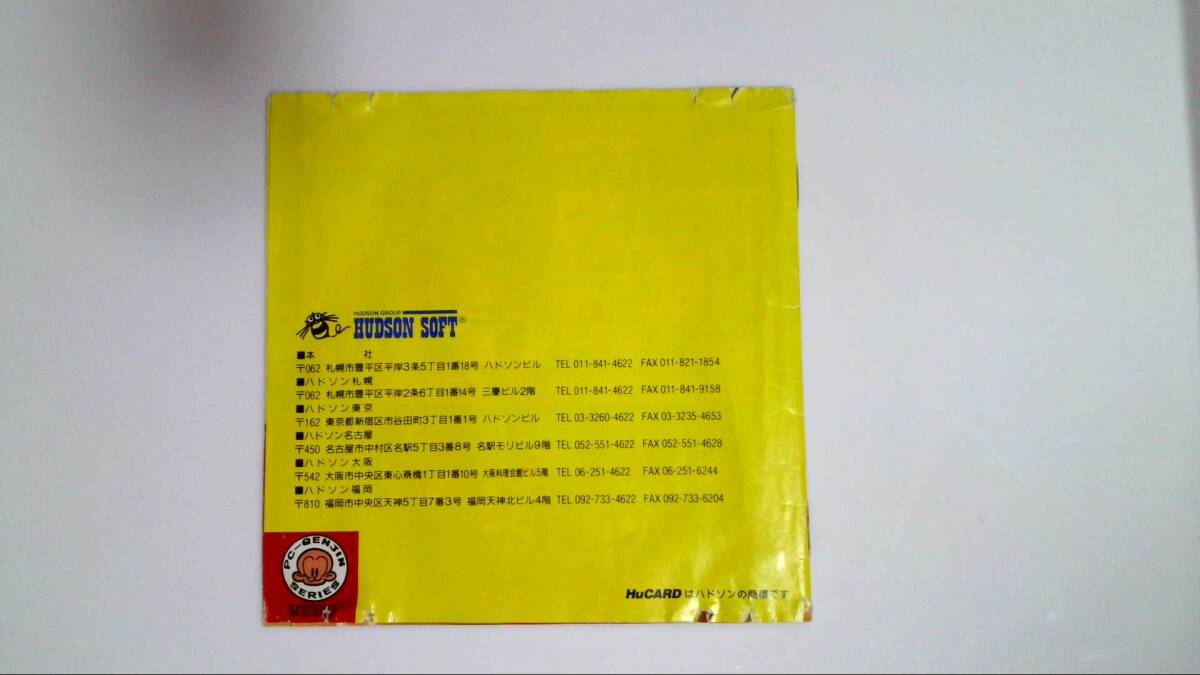 HUDSON GROUP
HUDSON SOFT®
■本　　　社
〒062 札幌市豊平区平岸3条5丁目1番18号 ハドソンビル TEL 011-841-4622 FAX 011-821-1854
■ハドソン札幌
〒062 札幌市豊平区平岸2条6丁目1番14号 三慶ビル2階 TEL 011-841-4622 FAX 011-841-9158
■ハドソン東京
〒162 東京都新宿区市谷田町3丁目1番1号 ハドソンビル TEL 03-3260-4622 FAX 03-3235-4653
■ハドソン名古屋
〒450 名古屋市中村区名駅5丁目3番8号 名駅モリビル9階 TEL 052-551-4622 FAX 052-551-4628
■ハドソン大阪
〒542 大阪市中央区東心斎橋1丁目1番10号 大阪料理会館ビル5階 TEL 06-251-4622 FAX 06-251-6244
■ハドソン福岡
〒810 福岡市中央区天神5丁目7番3号 福岡天神北ビル4階 TEL 092-733-4622 FAX 092-733-6204
PC-GENJIN
SERIES
HuCARDはハドソンの商標です